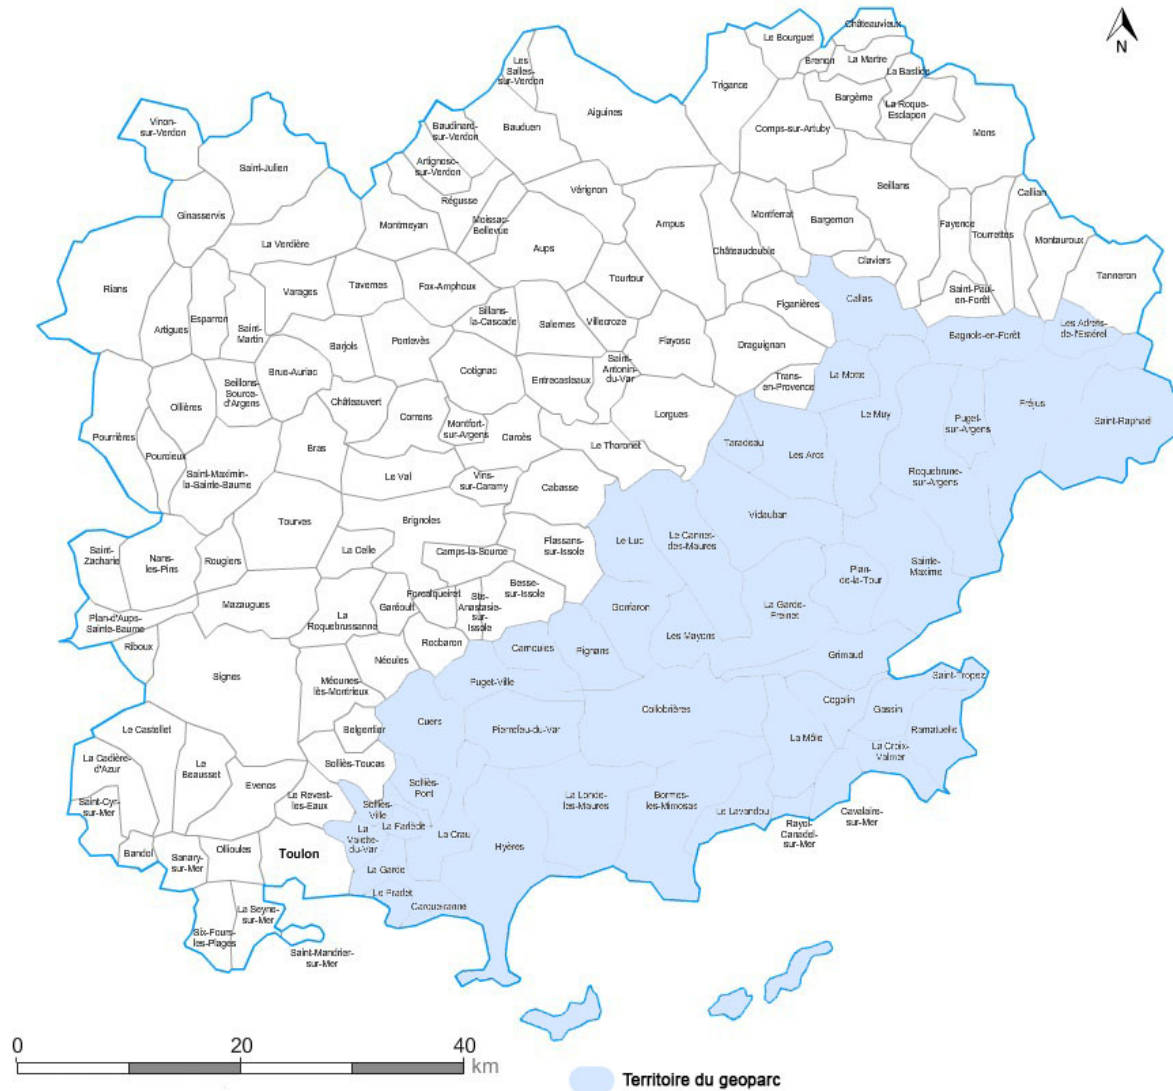 Châteauvieux
Le Bourguet
N
Brenon
La Martre
La Bastide
Les
Salles-
sur-Verdon
Trigance
Bargème
La Roque-
Esclapon
Aiguines
Vinon-
sur-Verdon
Baudinard-
sur-Verdon
Bauduen
Comps-sur-Artuby
Mons
Saint-Julien
Artignosc-
sur-Verdon
Vérignon
Seillans
Callian
Régusse
Ginasservis
Montmeyan
Moissac-
Bellevue
Ampus
Montferrat
Bargemon
Fayence
Tourrettes
Montauroux
La Verdière
Aups
Châteaudouble
Claviers
Tanneron
Rians
Varages
Tavernes
Fox-Amphoux
Tourtour
Figanières
Callas
Saint-Paul-
en-Forêt
Artigues
Esparron
Saint-
Martin
Sillans-
la-Cascade
Salernes
Villecroze
Flayosc
Draguignan
Bagnols-en-Forêt
Les Adrets-
de-l'Estérel
Barjols
Pontevès
Brue-Auriac
Cotignac
Entrecasteaux
Saint-
Antonin-
du-Var
Trans-
en-Provence
La Motte
Seillons-
Source-
d'Argens
Ollières
Châteauvert
Correns
Montfort-
sur-Argens
Carcès
Lorgues
Le Muy
Puget-
sur-Argens
Fréjus
Saint-Raphaël
Pourrières
Pourcieux
Bras
Le Thoronet
Taradeau
Les Arcs
Saint-Maximin-
la-Sainte-Baume
Le Val
Vins-
sur-Caramy
Cabasse
Roquebrune-
sur-Argens
Tourves
Brignoles
Vidauban
Saint-
Zacharie
Nans-
les-Pins
Rougiers
La Celle
Camps-la-Source
Flassans-
sur-Issole
Le Luc
Le Cannet-
des-Maures
Plan-
de-la-Tour
Sainte-
Maxime
Mazaugues
La
Roquebrussanne
Garéoult
Forcalqueiret
Ste-
Anastasie-
sur-
Issole
Besse-
sur-Issole
Gonfaron
La Garde-
Freinet
Plan-d'Aups-
Sainte-Baume
Riboux
Rocbaron
Carnoules
Pignans
Les Mayons
Grimaud
Signes
Néoules
Méounes-
lès-Montrieux
Puget-Ville
Saint-Tropez
Cogolin
Gassin
Le Castellet
Belgentier
Cuers
Pierrefeu-du-Var
Collobrières
La Môle
Ramatuelle
La Croix-
Valmer
La Cadière-
d'Azur
Le
Beausset
Evenos
Solliès-Toucas
Solliès-
Pont
Saint-Cyr-
sur-Mer
Le Revest-
les-Eaux
Solliès-
Ville
La Londe-
les-Maures
Bormes-
les-Mimosas
Le Lavandou
Cavalaire-
sur-Mer
Rayol-
Canadel-
sur-Mer
La Farlède
La
Valette-
du-Var
La Crau
Hyères
Bandol
Sanary-
sur-Mer
Ollioules
Toulon
La Garde
Le Pradet
Carqueiranne
La Seyne-
sur-Mer
Six-Fours-
les-Plages
Saint-Mandrier-
sur-Mer
0 20 40
km
Territoire du geoparc